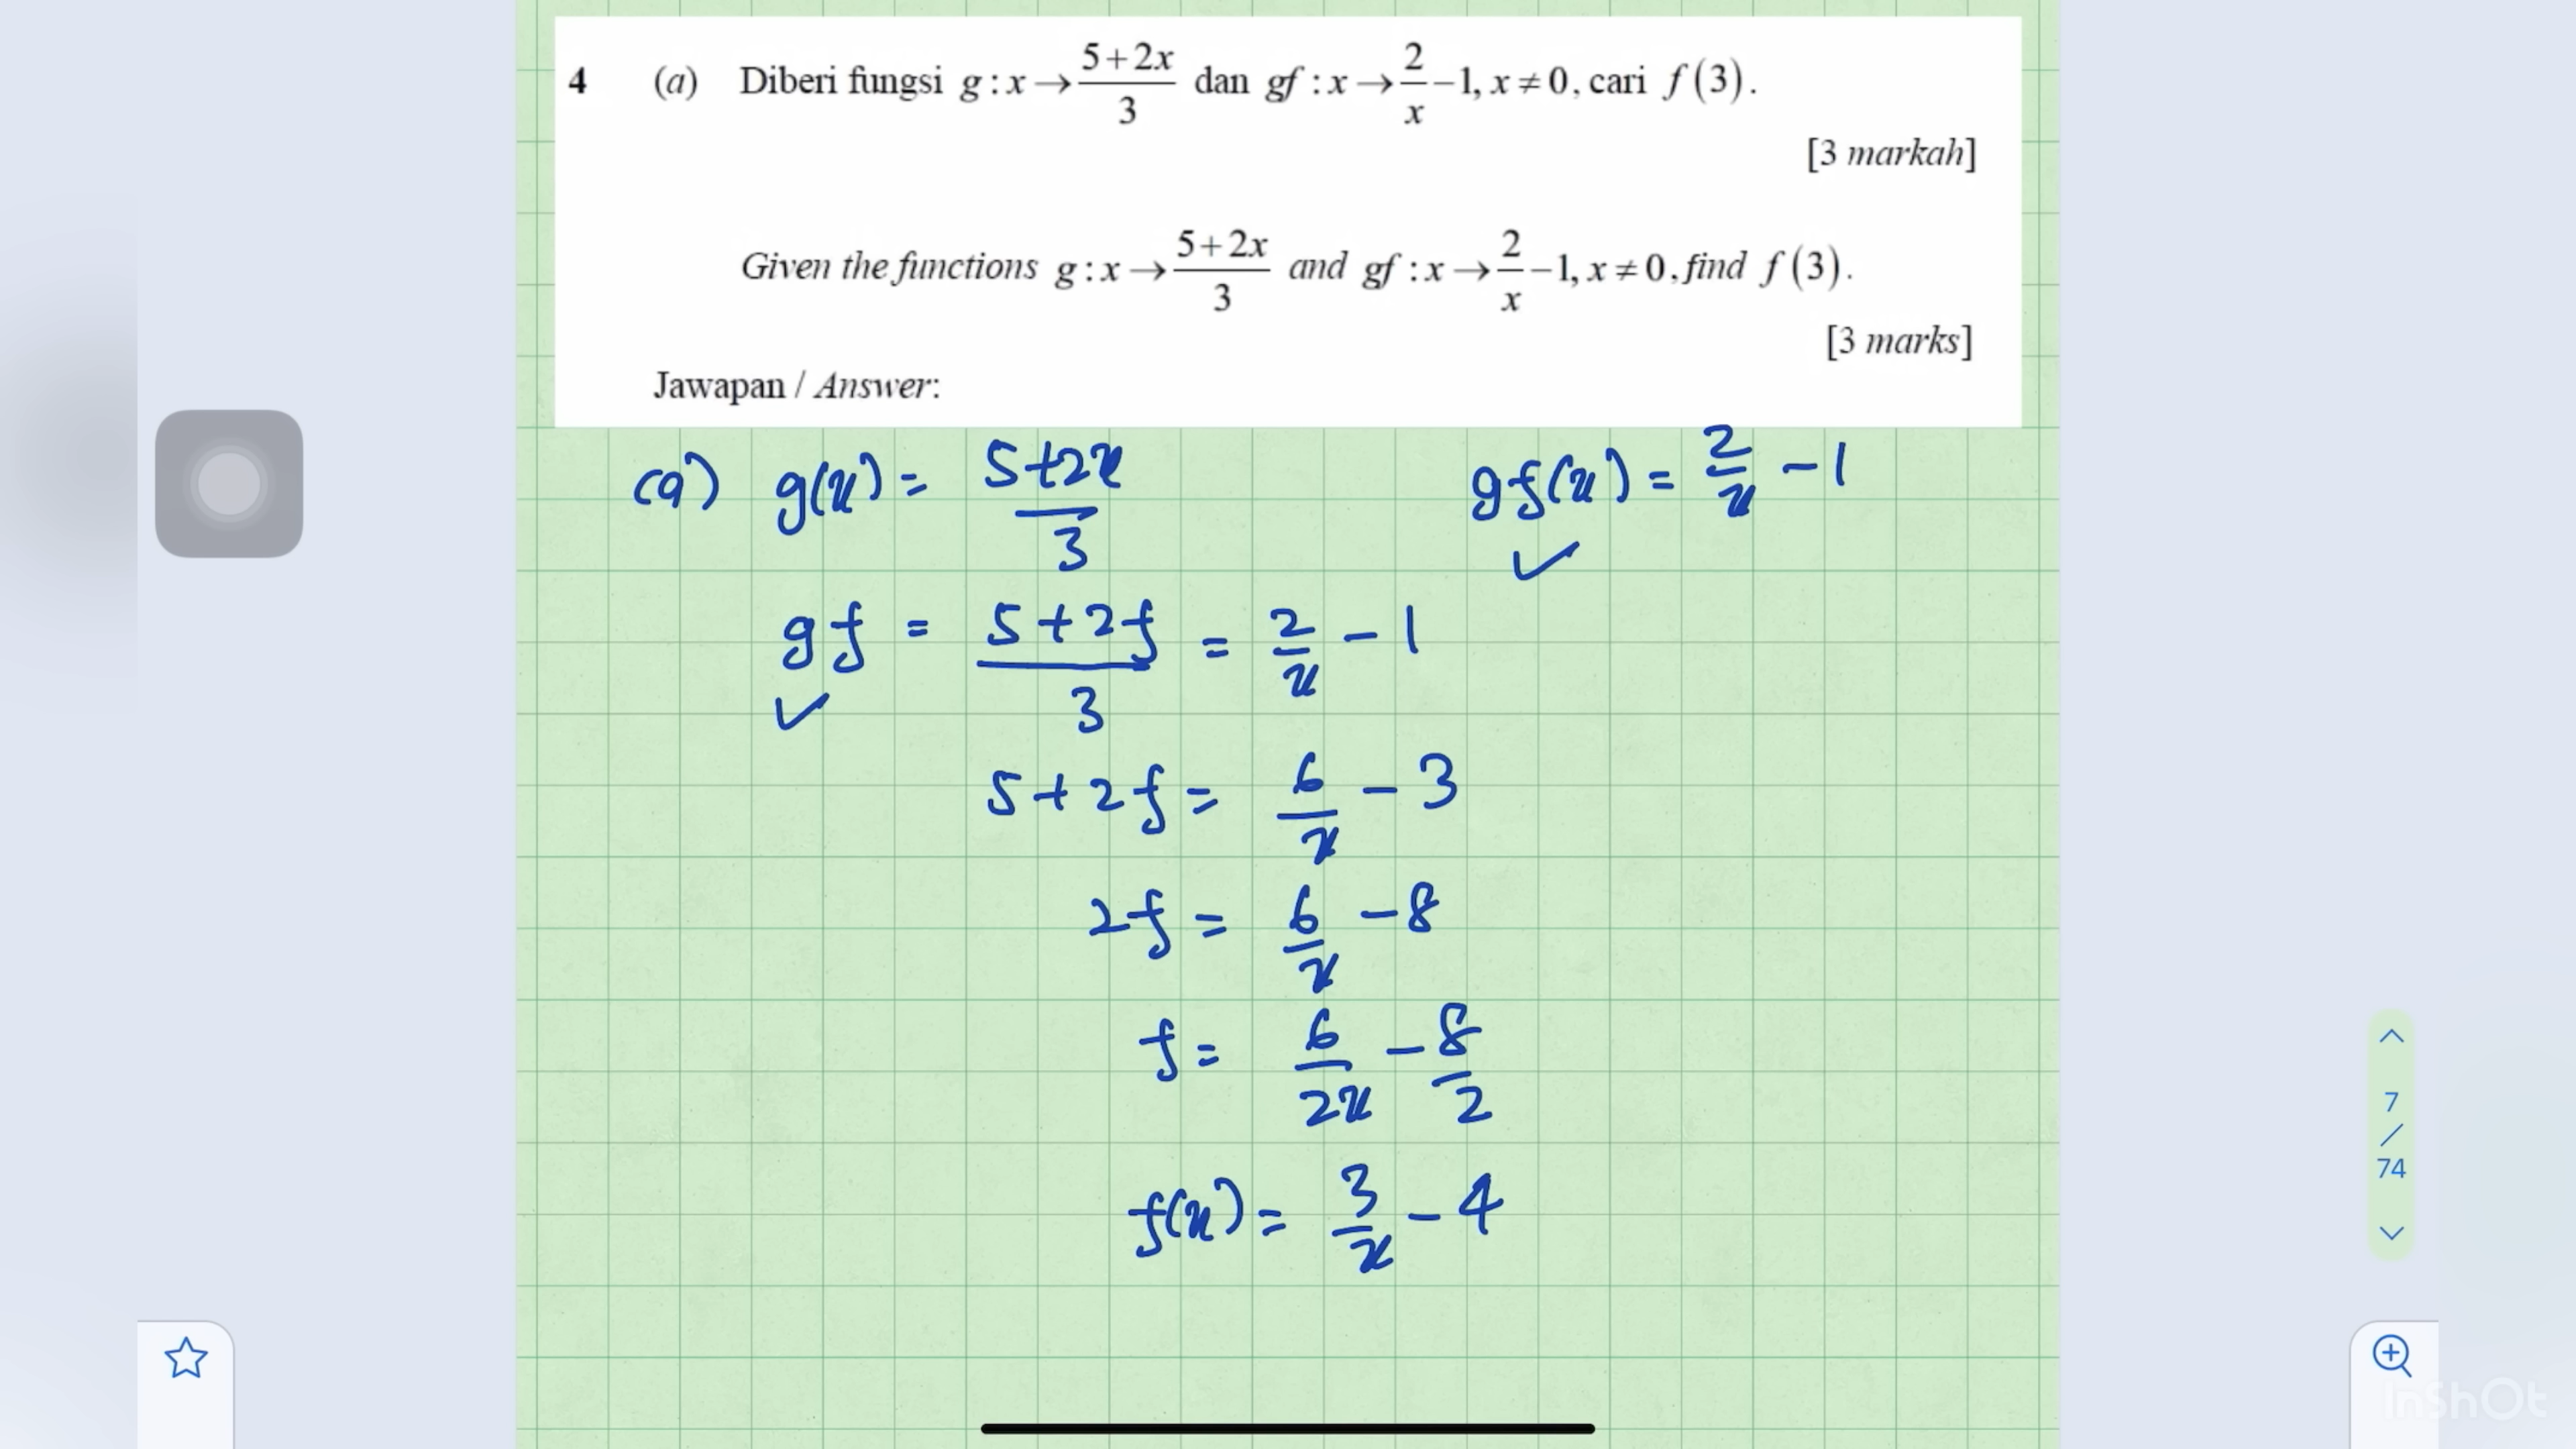 4 (a) Diberi fungsi g : x → (5+2x)/3 dan gf : x → 2/x − 1, x ≠ 0, cari f(3).
[3 markah]
Given the functions g : x → (5+2x)/3 and gf : x → 2/x − 1, x ≠ 0, find f(3).
[3 marks]
Jawapan / Answer:
(a) g(x) = (5+2x)/3
gf(x) = 2/x − 1
✓
gf = (5+2f)/3 = 2/x − 1
✓
5 + 2f = 6/x − 3
2f = 6/x − 8
f = 6/2x − 8/2
f(x) = 3/x − 4
7
/
74
InShOt